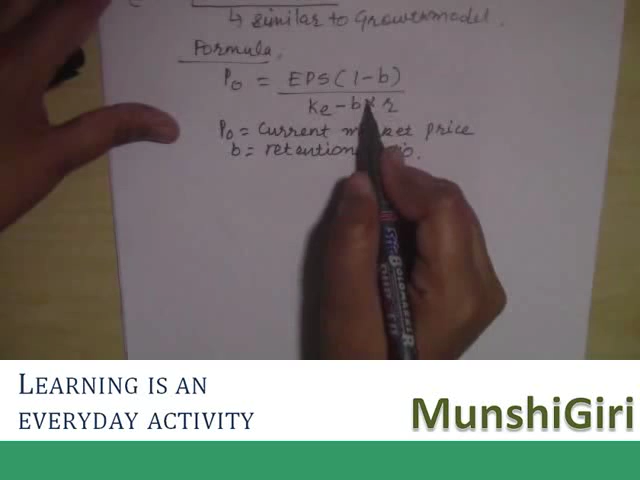 ↳ similar to Growth model.
Formula.
P₀ = EPS(1-b)
Ke - b × r
P₀ = Current market price
b = retention
LEARNING IS AN
EVERYDAY ACTIVITY
MunshiGiri